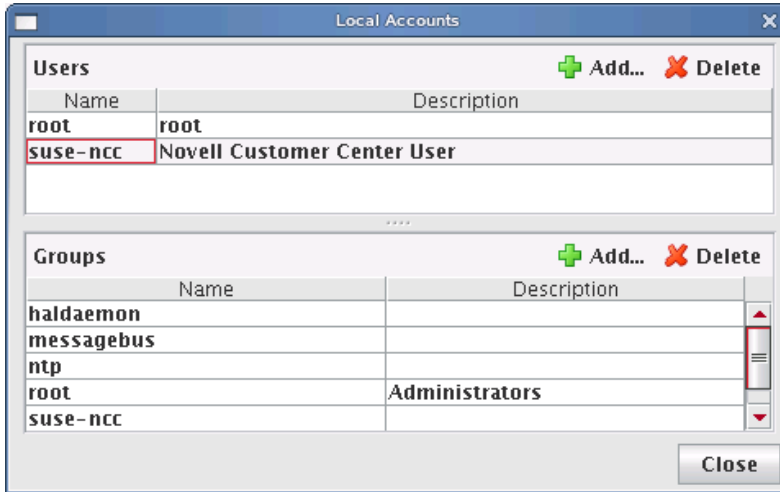 Local Accounts
Users Add... Delete
Name Description
root root
suse-ncc Novell Customer Center User
Groups Add... Delete
Name Description
haldaemon
messagebus
ntp
root Administrators
suse-ncc
Close